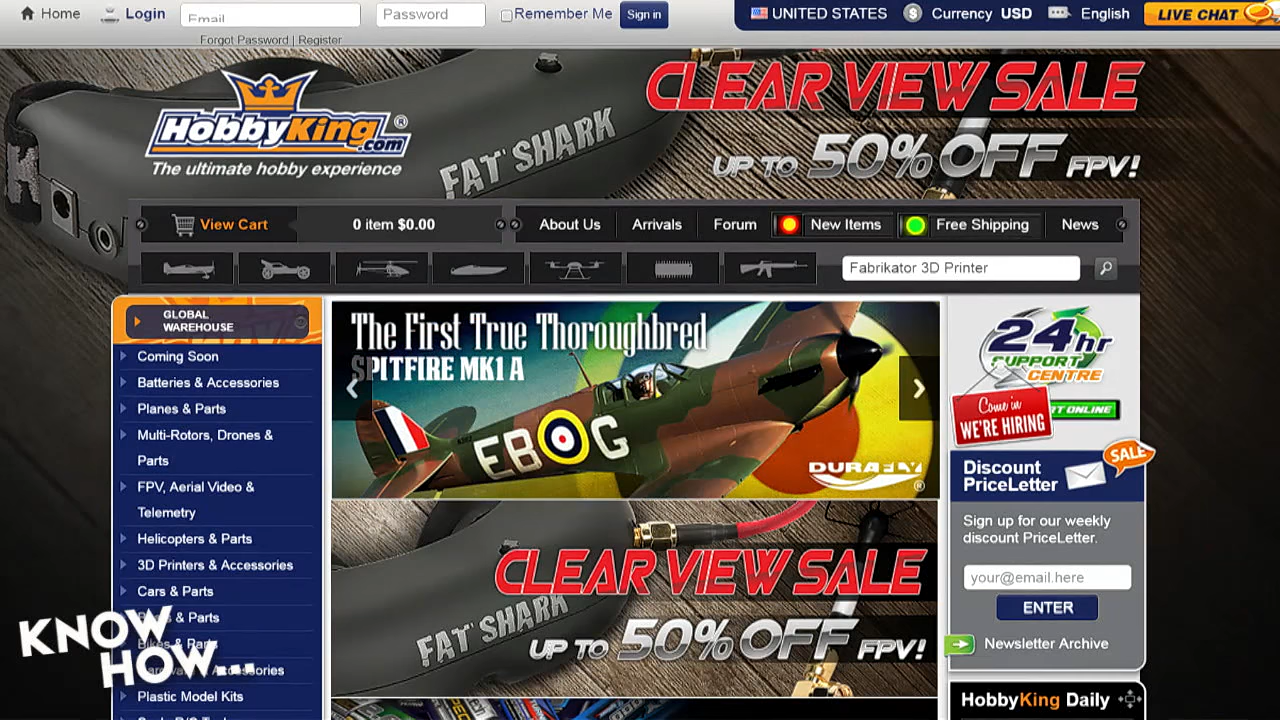 Home
Login
Email
Password
Remember Me
Sign in
Forgot Password | Register
UNITED STATES
Currency USD
English
LIVE CHAT
HobbyKing.com®
The ultimate hobby experience
FAT SHARK
CLEAR VIEW SALE
UP TO 50% OFF FPV!
View Cart
0 item $0.00
About Us
Arrivals
Forum
New Items
Free Shipping
News
Fabrikator 3D Printer
GLOBAL
WAREHOUSE
Coming Soon
Batteries & Accessories
Planes & Parts
Multi-Rotors, Drones &
Parts
FPV, Aerial Video &
Telemetry
Helicopters & Parts
3D Printers & Accessories
Cars & Parts
& Parts
Bikes & Parts
Accessories
Plastic Model Kits
KNOW
HOW...
The First True Thoroughbred
SPITFIRE MK1A
EB G
DURAFLY®
CLEAR VIEW SALE
FAT SHARK
UP TO 50% OFF FPV!
24hr
SUPPORT
CENTRE
Come in
WE'RE HIRING
ONLINE
SALE
Discount
PriceLetter
Sign up for our weekly
discount PriceLetter.
your@email.here
ENTER
Newsletter Archive
HobbyKing Daily